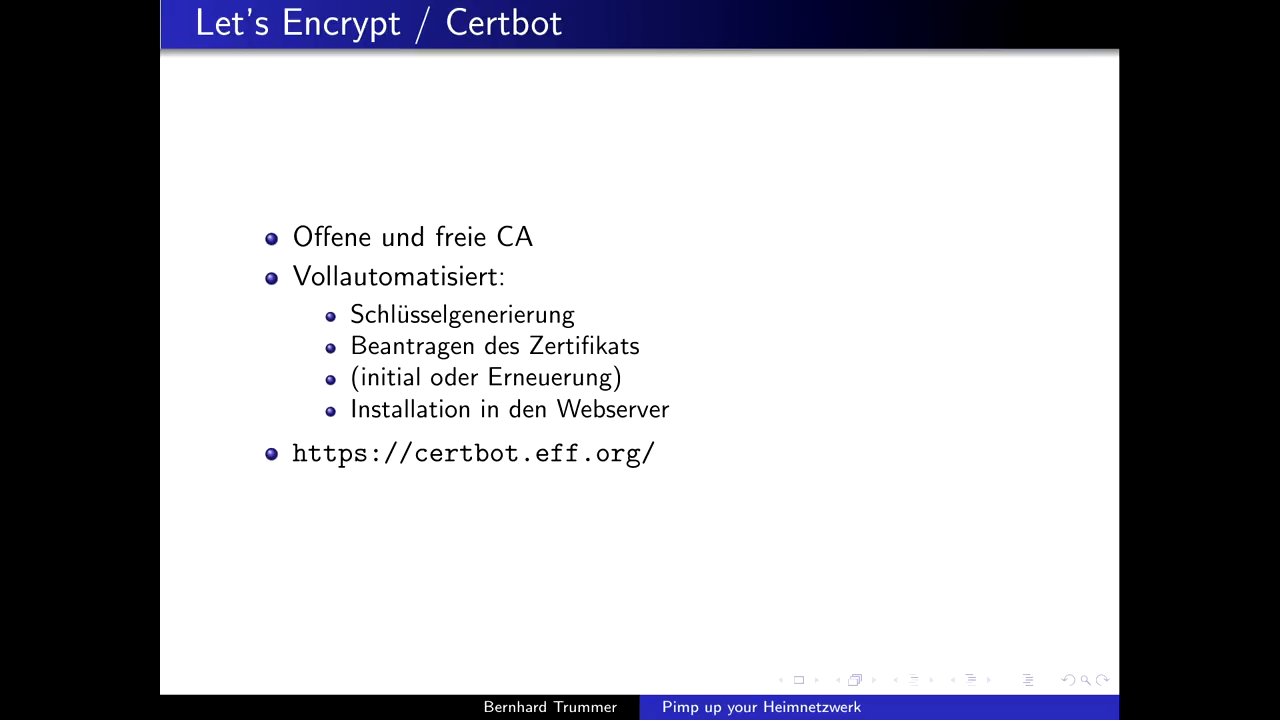 Let's Encrypt / Certbot
Offene und freie CA
Vollautomatisiert:
Schlüsselgenerierung
Beantragen des Zertifikats
(initial oder Erneuerung)
Installation in den Webserver
https://certbot.eff.org/
Bernhard Trummer
Pimp up your Heimnetzwerk